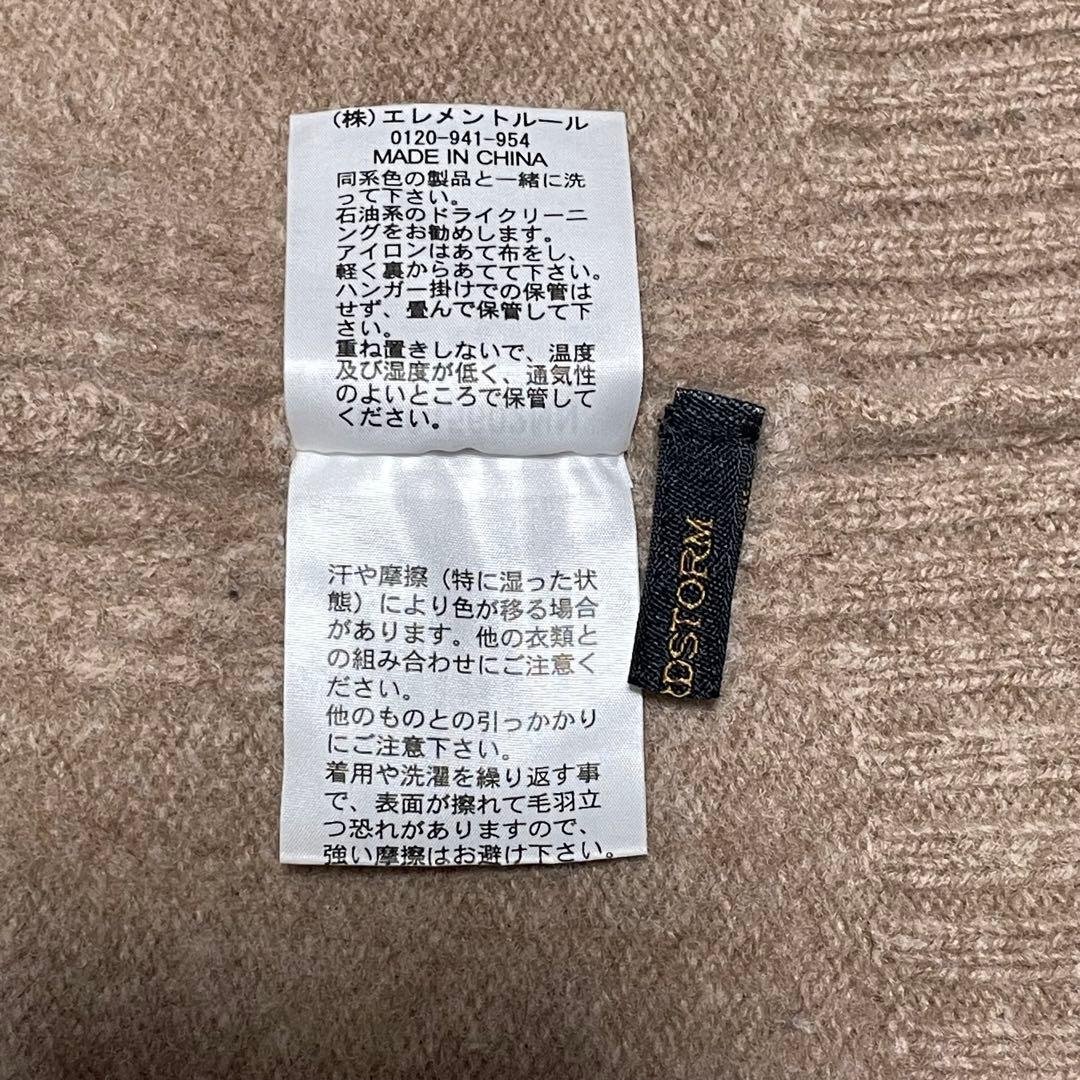 (株)エレメントルール
0120-941-954
MADE IN CHINA
同系色の製品と一緒に洗
って下さい。
石油系のドライクリーニ
ングをお勧めします。
アイロンはあて布をし、
軽く裏からあてて下さい。
ハンガー掛けでの保管は
せず、畳んで保管して下
さい。
重ね置きしないで、温度
及び湿度が低く、通気性
のよいところで保管して
ください。
汗や摩擦（特に湿った状
態）により色が移る場合
があります。他の衣類と
の組み合わせにご注意く
ださい。
他のものとの引っかかり
にご注意下さい。
着用や洗濯を繰り返す事
で、表面が擦れて毛羽立
つ恐れがありますので、
強い摩擦はお避け下さい。
DSTORM